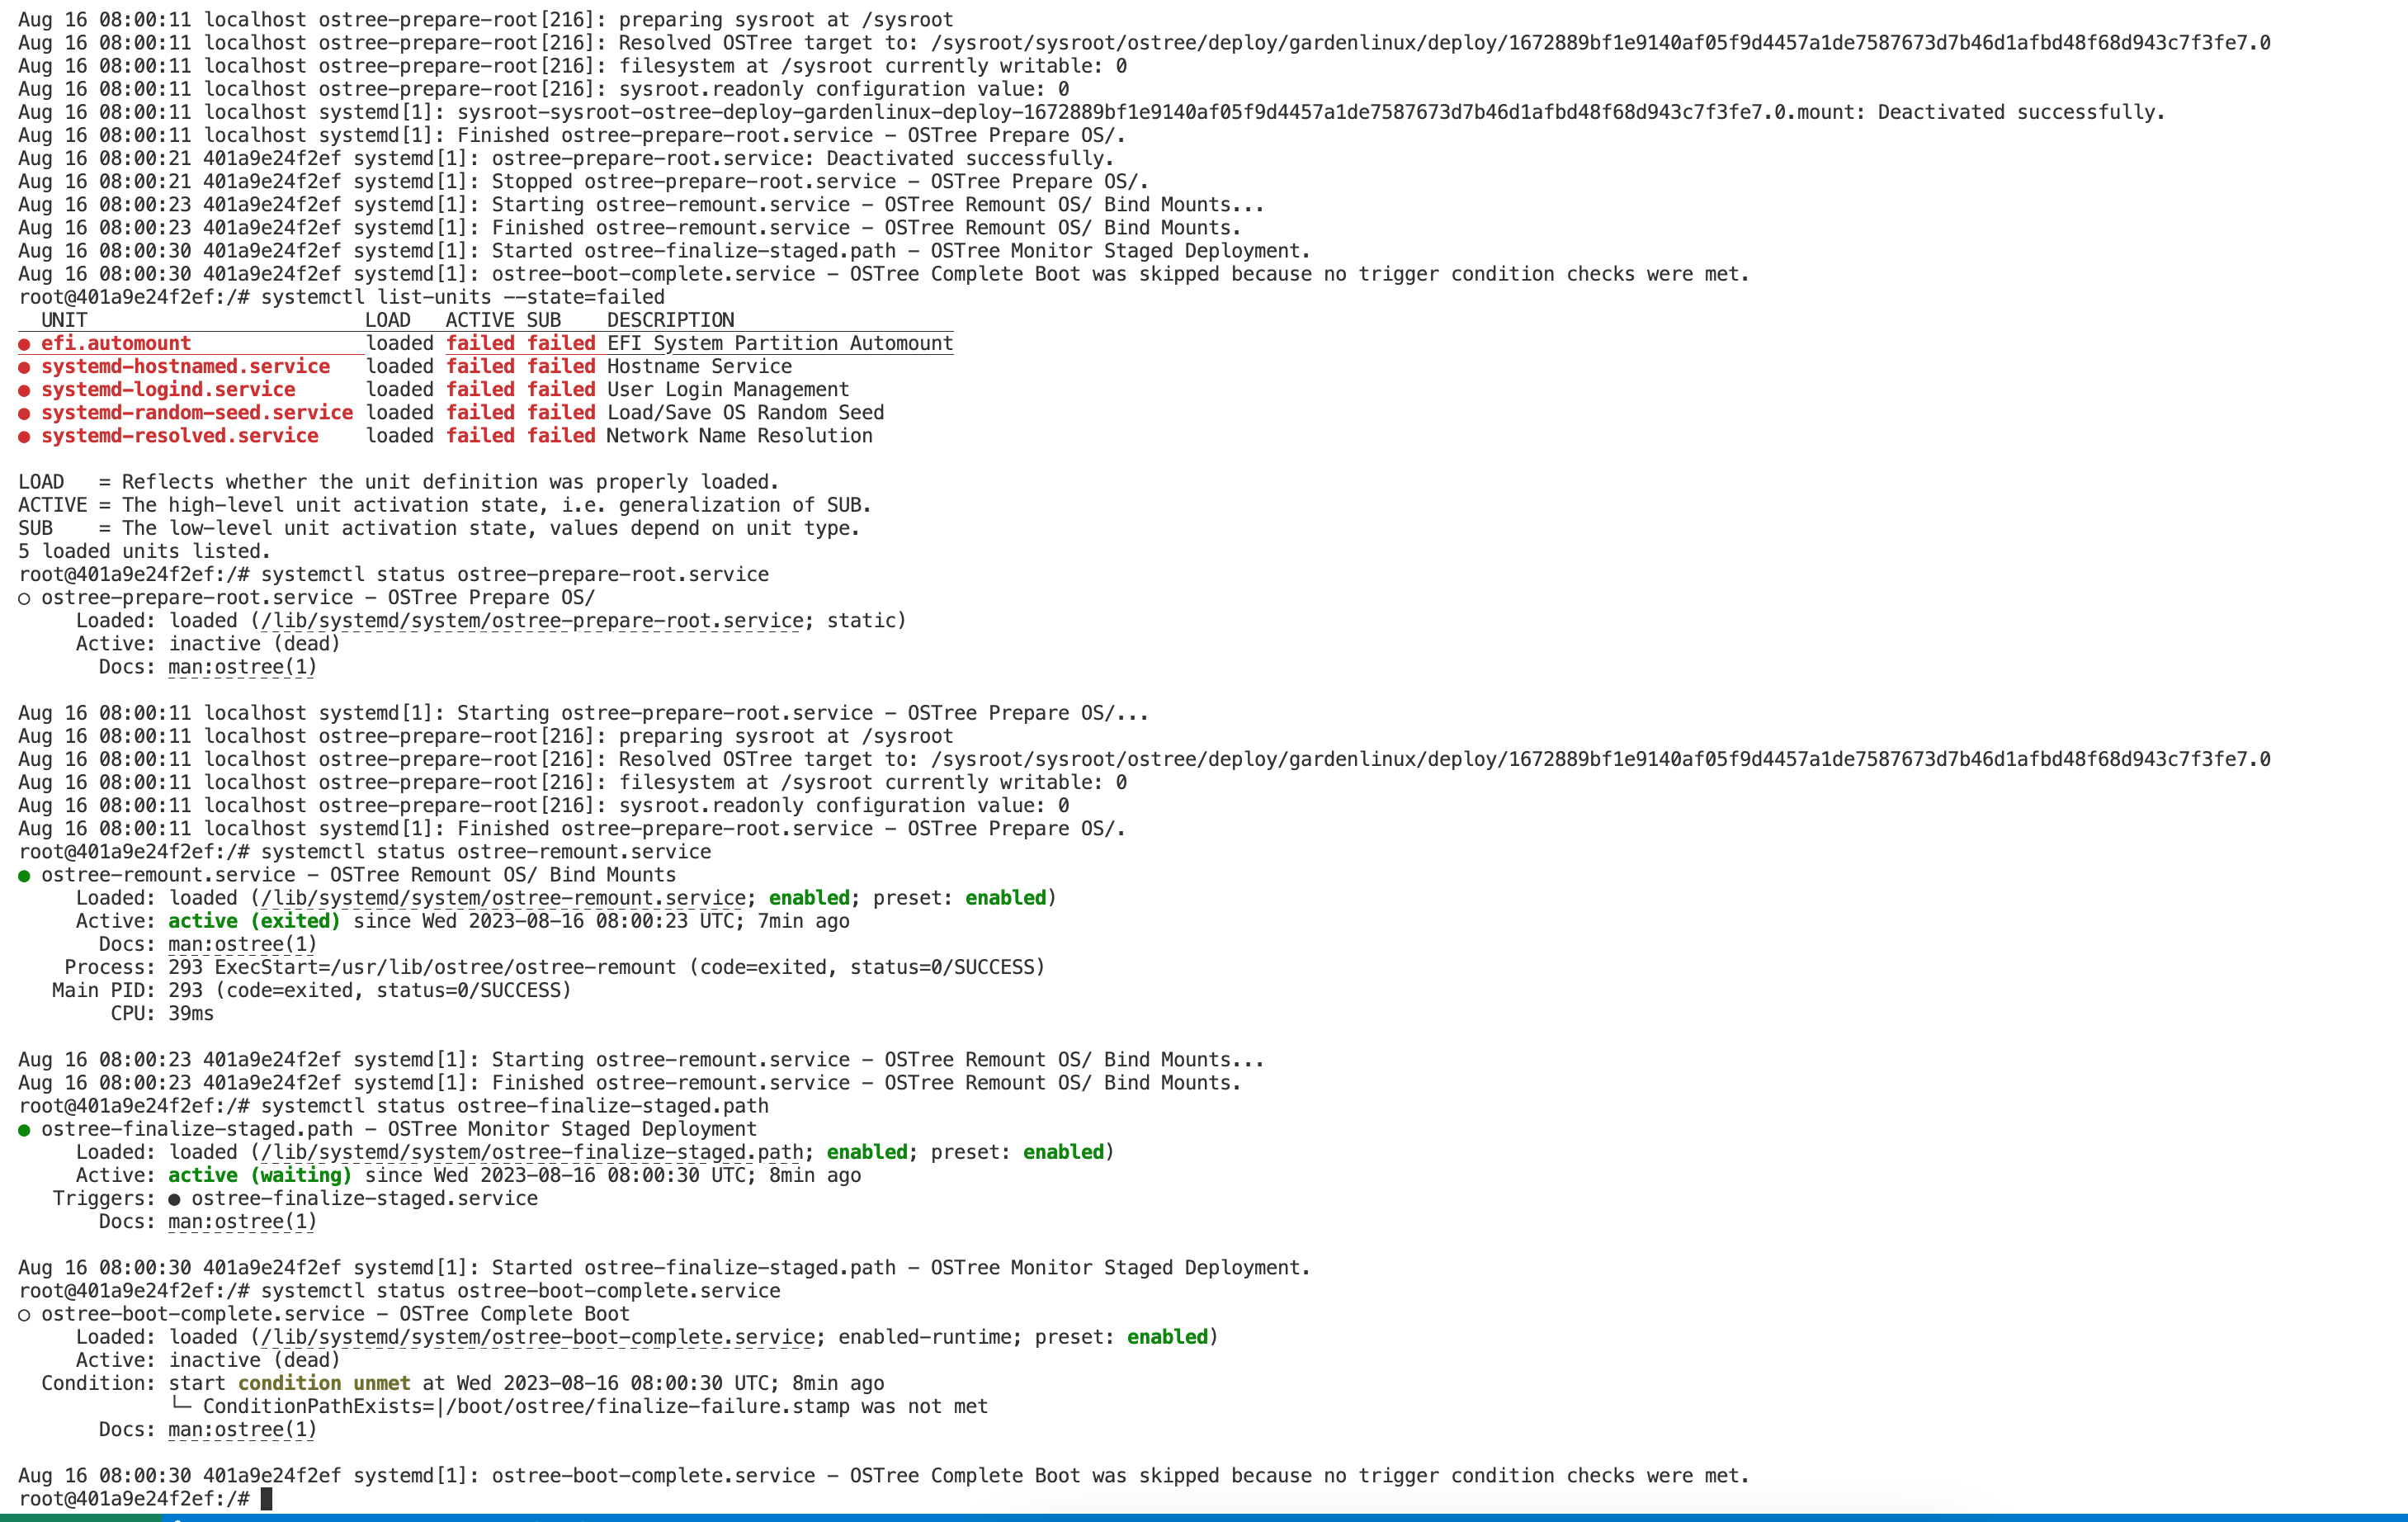 Aug 16 08:00:11 localhost ostree-prepare-root[216]: preparing sysroot at /sysroot
Aug 16 08:00:11 localhost ostree-prepare-root[216]: Resolved OSTree target to: /sysroot/sysroot/ostree/deploy/gardenlinux/deploy/1672889bf1e9140af05f9d4457a1de7587673d7b46d1afbd48f68d943c7f3fe7.0
Aug 16 08:00:11 localhost ostree-prepare-root[216]: filesystem at /sysroot currently writable: 0
Aug 16 08:00:11 localhost ostree-prepare-root[216]: sysroot.readonly configuration value: 0
Aug 16 08:00:11 localhost systemd[1]: sysroot-sysroot-ostree-deploy-gardenlinux-deploy-1672889bf1e9140af05f9d4457a1de7587673d7b46d1afbd48f68d943c7f3fe7.0.mount: Deactivated successfully.
Aug 16 08:00:11 localhost systemd[1]: Finished ostree-prepare-root.service - OSTree Prepare OS/.
Aug 16 08:00:21 401a9e24f2ef systemd[1]: ostree-prepare-root.service: Deactivated successfully.
Aug 16 08:00:21 401a9e24f2ef systemd[1]: Stopped ostree-prepare-root.service - OSTree Prepare OS/.
Aug 16 08:00:23 401a9e24f2ef systemd[1]: Starting ostree-remount.service - OSTree Remount OS/ Bind Mounts...
Aug 16 08:00:23 401a9e24f2ef systemd[1]: Finished ostree-remount.service - OSTree Remount OS/ Bind Mounts.
Aug 16 08:00:30 401a9e24f2ef systemd[1]: Started ostree-finalize-staged.path - OSTree Monitor Staged Deployment.
Aug 16 08:00:30 401a9e24f2ef systemd[1]: ostree-boot-complete.service - OSTree Complete Boot was skipped because no trigger condition checks were met.
root@401a9e24f2ef:/# systemctl list-units --state=failed
  UNIT                        LOAD   ACTIVE SUB    DESCRIPTION
● efi.automount               loaded failed failed EFI System Partition Automount
● systemd-hostnamed.service   loaded failed failed Hostname Service
● systemd-logind.service      loaded failed failed User Login Management
● systemd-random-seed.service loaded failed failed Load/Save OS Random Seed
● systemd-resolved.service    loaded failed failed Network Name Resolution

LOAD   = Reflects whether the unit definition was properly loaded.
ACTIVE = The high-level unit activation state, i.e. generalization of SUB.
SUB    = The low-level unit activation state, values depend on unit type.
5 loaded units listed.
root@401a9e24f2ef:/# systemctl status ostree-prepare-root.service
○ ostree-prepare-root.service - OSTree Prepare OS/
     Loaded: loaded (/lib/systemd/system/ostree-prepare-root.service; static)
     Active: inactive (dead)
       Docs: man:ostree(1)

Aug 16 08:00:11 localhost systemd[1]: Starting ostree-prepare-root.service - OSTree Prepare OS/...
Aug 16 08:00:11 localhost ostree-prepare-root[216]: preparing sysroot at /sysroot
Aug 16 08:00:11 localhost ostree-prepare-root[216]: Resolved OSTree target to: /sysroot/sysroot/ostree/deploy/gardenlinux/deploy/1672889bf1e9140af05f9d4457a1de7587673d7b46d1afbd48f68d943c7f3fe7.0
Aug 16 08:00:11 localhost ostree-prepare-root[216]: filesystem at /sysroot currently writable: 0
Aug 16 08:00:11 localhost ostree-prepare-root[216]: sysroot.readonly configuration value: 0
Aug 16 08:00:11 localhost systemd[1]: Finished ostree-prepare-root.service - OSTree Prepare OS/.
root@401a9e24f2ef:/# systemctl status ostree-remount.service
● ostree-remount.service - OSTree Remount OS/ Bind Mounts
     Loaded: loaded (/lib/systemd/system/ostree-remount.service; enabled; preset: enabled)
     Active: active (exited) since Wed 2023-08-16 08:00:23 UTC; 7min ago
       Docs: man:ostree(1)
    Process: 293 ExecStart=/usr/lib/ostree/ostree-remount (code=exited, status=0/SUCCESS)
   Main PID: 293 (code=exited, status=0/SUCCESS)
        CPU: 39ms

Aug 16 08:00:23 401a9e24f2ef systemd[1]: Starting ostree-remount.service - OSTree Remount OS/ Bind Mounts...
Aug 16 08:00:23 401a9e24f2ef systemd[1]: Finished ostree-remount.service - OSTree Remount OS/ Bind Mounts.
root@401a9e24f2ef:/# systemctl status ostree-finalize-staged.path
● ostree-finalize-staged.path - OSTree Monitor Staged Deployment
     Loaded: loaded (/lib/systemd/system/ostree-finalize-staged.path; enabled; preset: enabled)
     Active: active (waiting) since Wed 2023-08-16 08:00:30 UTC; 8min ago
   Triggers: ● ostree-finalize-staged.service
       Docs: man:ostree(1)

Aug 16 08:00:30 401a9e24f2ef systemd[1]: Started ostree-finalize-staged.path - OSTree Monitor Staged Deployment.
root@401a9e24f2ef:/# systemctl status ostree-boot-complete.service
○ ostree-boot-complete.service - OSTree Complete Boot
     Loaded: loaded (/lib/systemd/system/ostree-boot-complete.service; enabled-runtime; preset: enabled)
     Active: inactive (dead)
  Condition: start condition unmet at Wed 2023-08-16 08:00:30 UTC; 8min ago
             └─ ConditionPathExists=|/boot/ostree/finalize-failure.stamp was not met
       Docs: man:ostree(1)

Aug 16 08:00:30 401a9e24f2ef systemd[1]: ostree-boot-complete.service - OSTree Complete Boot was skipped because no trigger condition checks were met.
root@401a9e24f2ef:/#